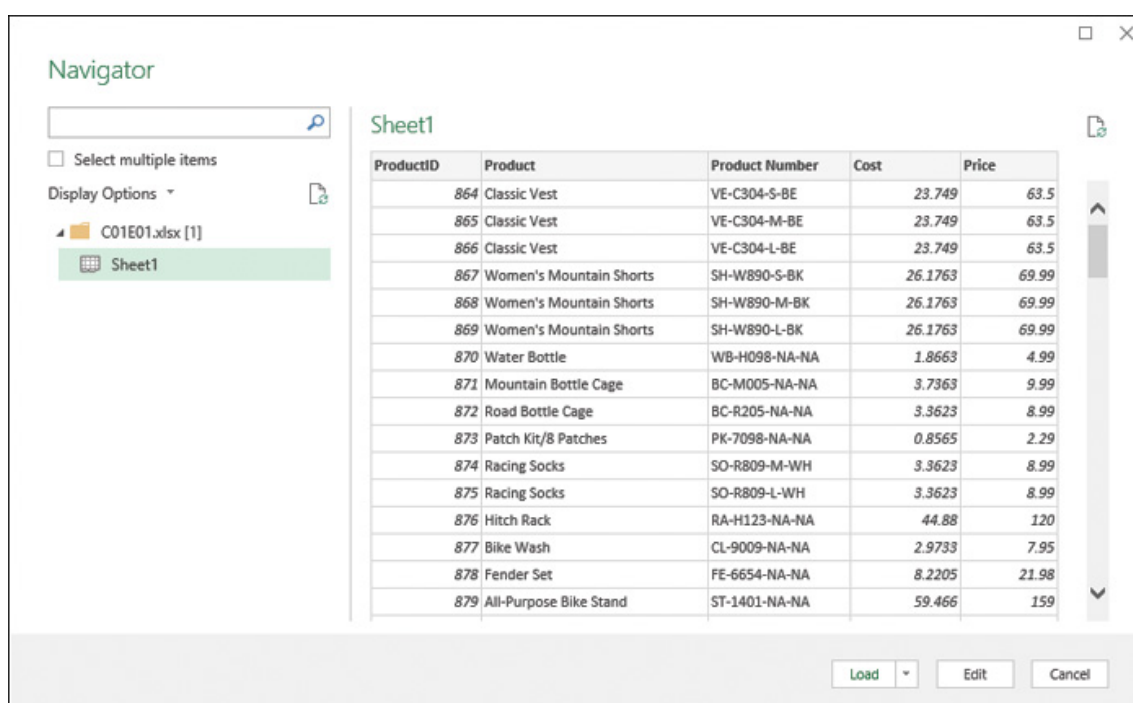 Navigator
Select multiple items
Display Options
C01E01.xlsx [1]
Sheet1
Sheet1
ProductID Product Product Number Cost Price
864 Classic Vest VE-C304-S-BE 23.749 63.5
865 Classic Vest VE-C304-M-BE 23.749 63.5
866 Classic Vest VE-C304-L-BE 23.749 63.5
867 Women's Mountain Shorts SH-W890-S-BK 26.1763 69.99
868 Women's Mountain Shorts SH-W890-M-BK 26.1763 69.99
869 Women's Mountain Shorts SH-W890-L-BK 26.1763 69.99
870 Water Bottle WB-H098-NA-NA 1.8663 4.99
871 Mountain Bottle Cage BC-M005-NA-NA 3.7363 9.99
872 Road Bottle Cage BC-R205-NA-NA 3.3623 8.99
873 Patch Kit/8 Patches PK-7098-NA-NA 0.8565 2.29
874 Racing Socks SO-R809-M-WH 3.3623 8.99
875 Racing Socks SO-R809-L-WH 3.3623 8.99
876 Hitch Rack RA-H123-NA-NA 44.88 120
877 Bike Wash CL-9009-NA-NA 2.9733 7.95
878 Fender Set FE-6654-NA-NA 8.2205 21.98
879 All-Purpose Bike Stand ST-1401-NA-NA 59.466 159
Load Edit Cancel